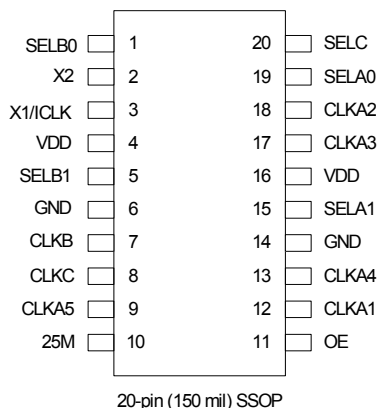 SELB0 1 20 SELC
X2 2 19 SELA0
X1/ICLK 3 18 CLKA2
VDD 4 17 CLKA3
SELB1 5 16 VDD
GND 6 15 SELA1
CLKB 7 14 GND
CLKC 8 13 CLKA4
CLKA5 9 12 CLKA1
25M 10 11 OE
20-pin (150 mil) SSOP